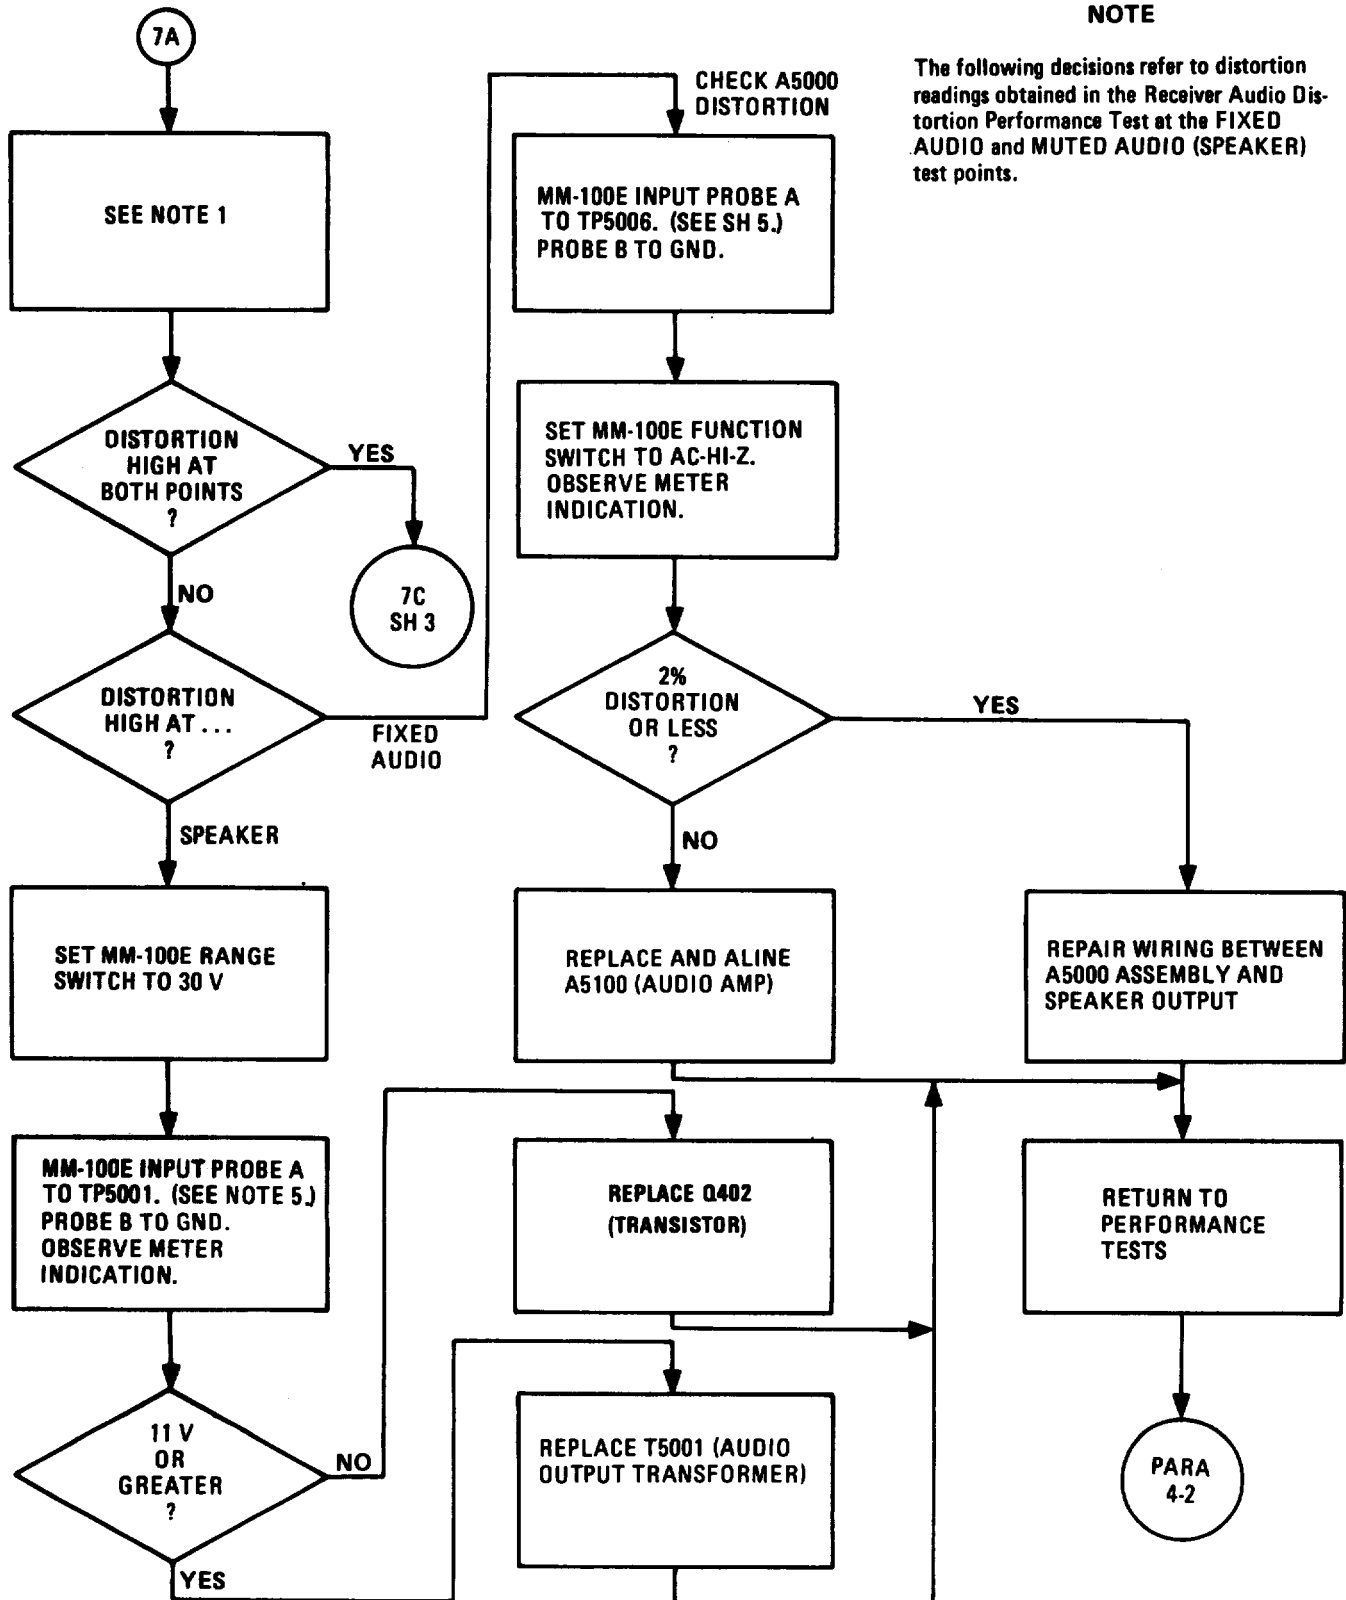 7A
SEE NOTE 1
DISTORTION
HIGH AT
BOTH POINTS
?
YES
7C
SH 3
NO
DISTORTION
HIGH AT ...
?
FIXED
AUDIO
SPEAKER
SET MM-100E RANGE
SWITCH TO 30 V
MM-100E INPUT PROBE A
TO TP5001. (SEE NOTE 5.)
PROBE B TO GND.
OBSERVE METER
INDICATION.
11 V
OR
GREATER
?
NO
YES
CHECK A5000
DISTORTION
MM-100E INPUT PROBE A
TO TP5006. (SEE SH 5.)
PROBE B TO GND.
SET MM-100E FUNCTION
SWITCH TO AC-HI-Z.
OBSERVE METER
INDICATION.
2%
DISTORTION
OR LESS
?
YES
NO
REPLACE AND ALINE
A5100 (AUDIO AMP)
REPLACE Q402
(TRANSISTOR)
REPLACE T5001 (AUDIO
OUTPUT TRANSFORMER)
NOTE
The following decisions refer to distortion
readings obtained in the Receiver Audio Dis-
tortion Performance Test at the FIXED
AUDIO and MUTED AUDIO (SPEAKER)
test points.
REPAIR WIRING BETWEEN
A5000 ASSEMBLY AND
SPEAKER OUTPUT
RETURN TO
PERFORMANCE
TESTS
PARA
4-2